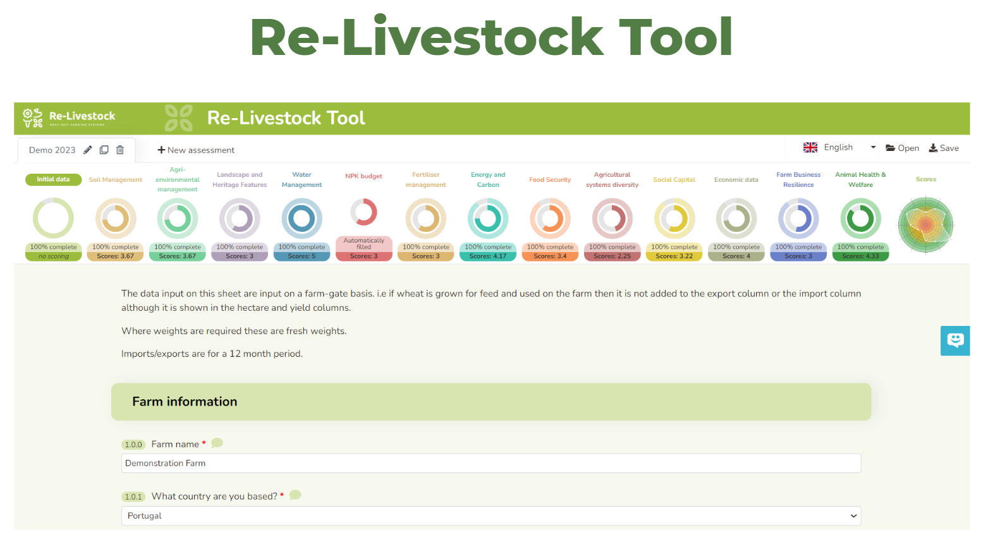 Re-Livestock Tool
Re-Livestock
RESILIENT FARMING SYSTEMS
Re-Livestock Tool
Demo 2023
New assessment
English
Open
Save
Initial data
100% complete
no scoring
Soil Management
100% complete
Scores: 3.67
Agri-
environmental
management
100% complete
Scores: 3.67
Landscape and
Heritage Features
100% complete
Scores: 3
Water
Management
100% complete
Scores: 5
NPK budget
Automatically
filled
Scores: 3
Fertiliser
management
100% complete
Scores: 3
Energy and
Carbon
100% complete
Scores: 4.17
Food Security
100% complete
Scores: 3.4
Agricultural
systems diversity
100% complete
Scores: 2.25
Social Capital
100% complete
Scores: 3.22
Economic data
100% complete
Scores: 4
Farm Business
Resilience
100% complete
Scores: 3
Animal Health &
Welfare
100% complete
Scores: 4.33
Scores
The data input on this sheet are input on a farm-gate basis. i.e if wheat is grown for feed and used on the farm then it is not added to the export column or the import column
although it is shown in the hectare and yield columns.
Where weights are required these are fresh weights.
Imports/exports are for a 12 month period.
Farm information
1.0.0 Farm name *
Demonstration Farm
1.0.1 What country are you based? *
Portugal